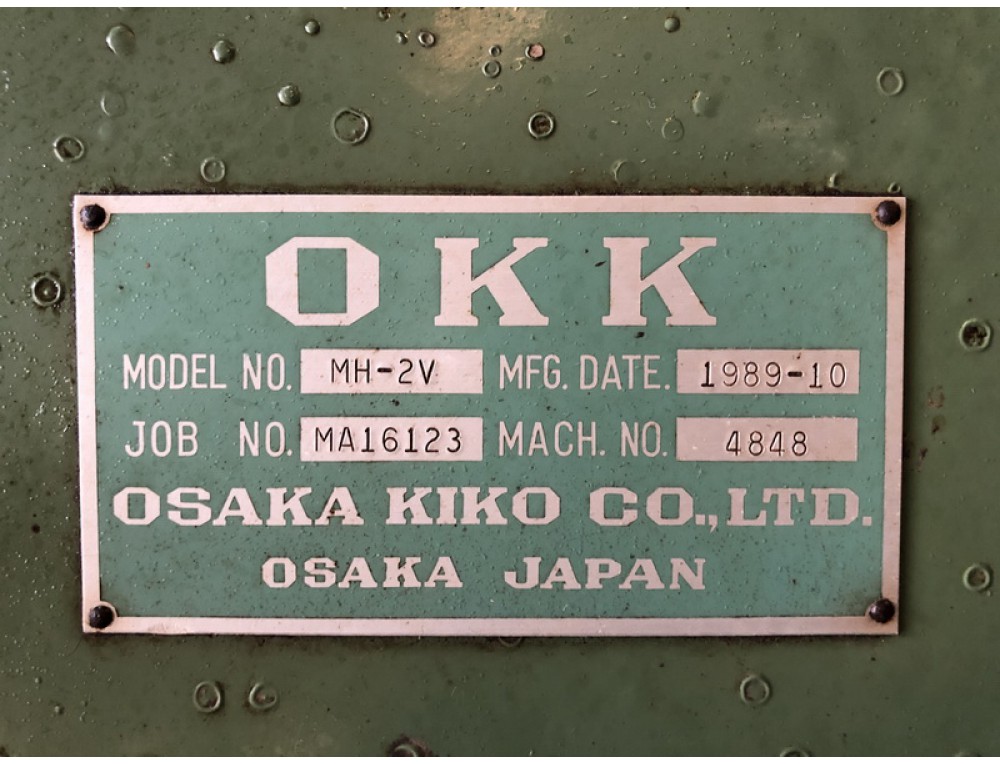 OKK
MODEL NO. MH-2V MFG. DATE. 1989-10
JOB NO. MA16123 MACH. NO. 4848
OSAKA KIKO CO.,LTD.
OSAKA JAPAN